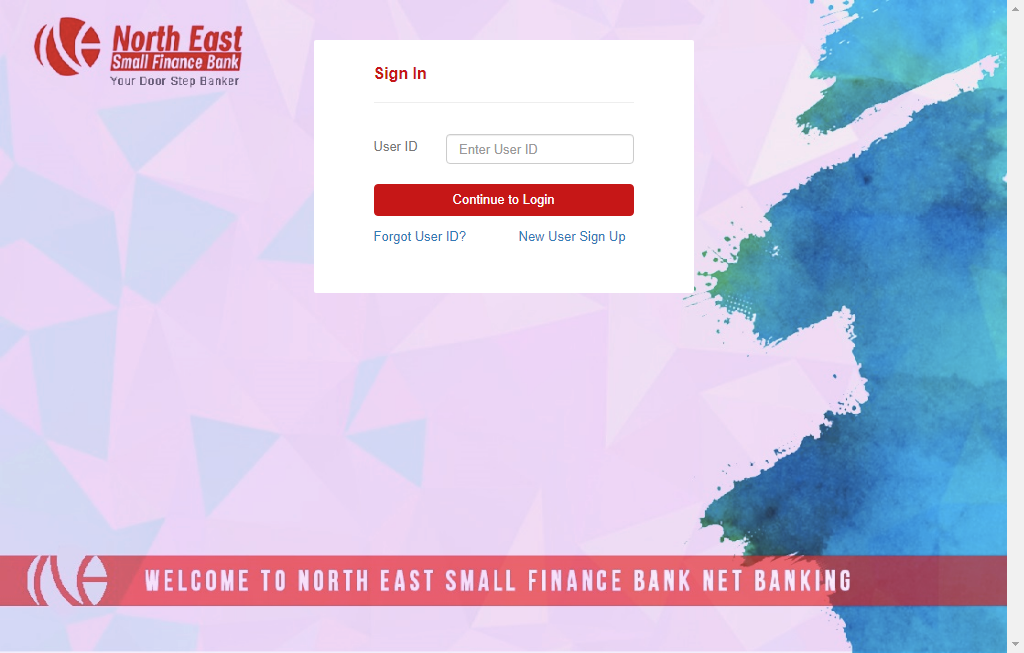 North East
Small Finance Bank
Your Door Step Banker
Sign In
User ID
Enter User ID
Continue to Login
Forgot User ID?
New User Sign Up
WELCOME TO NORTH EAST SMALL FINANCE BANK NET BANKING